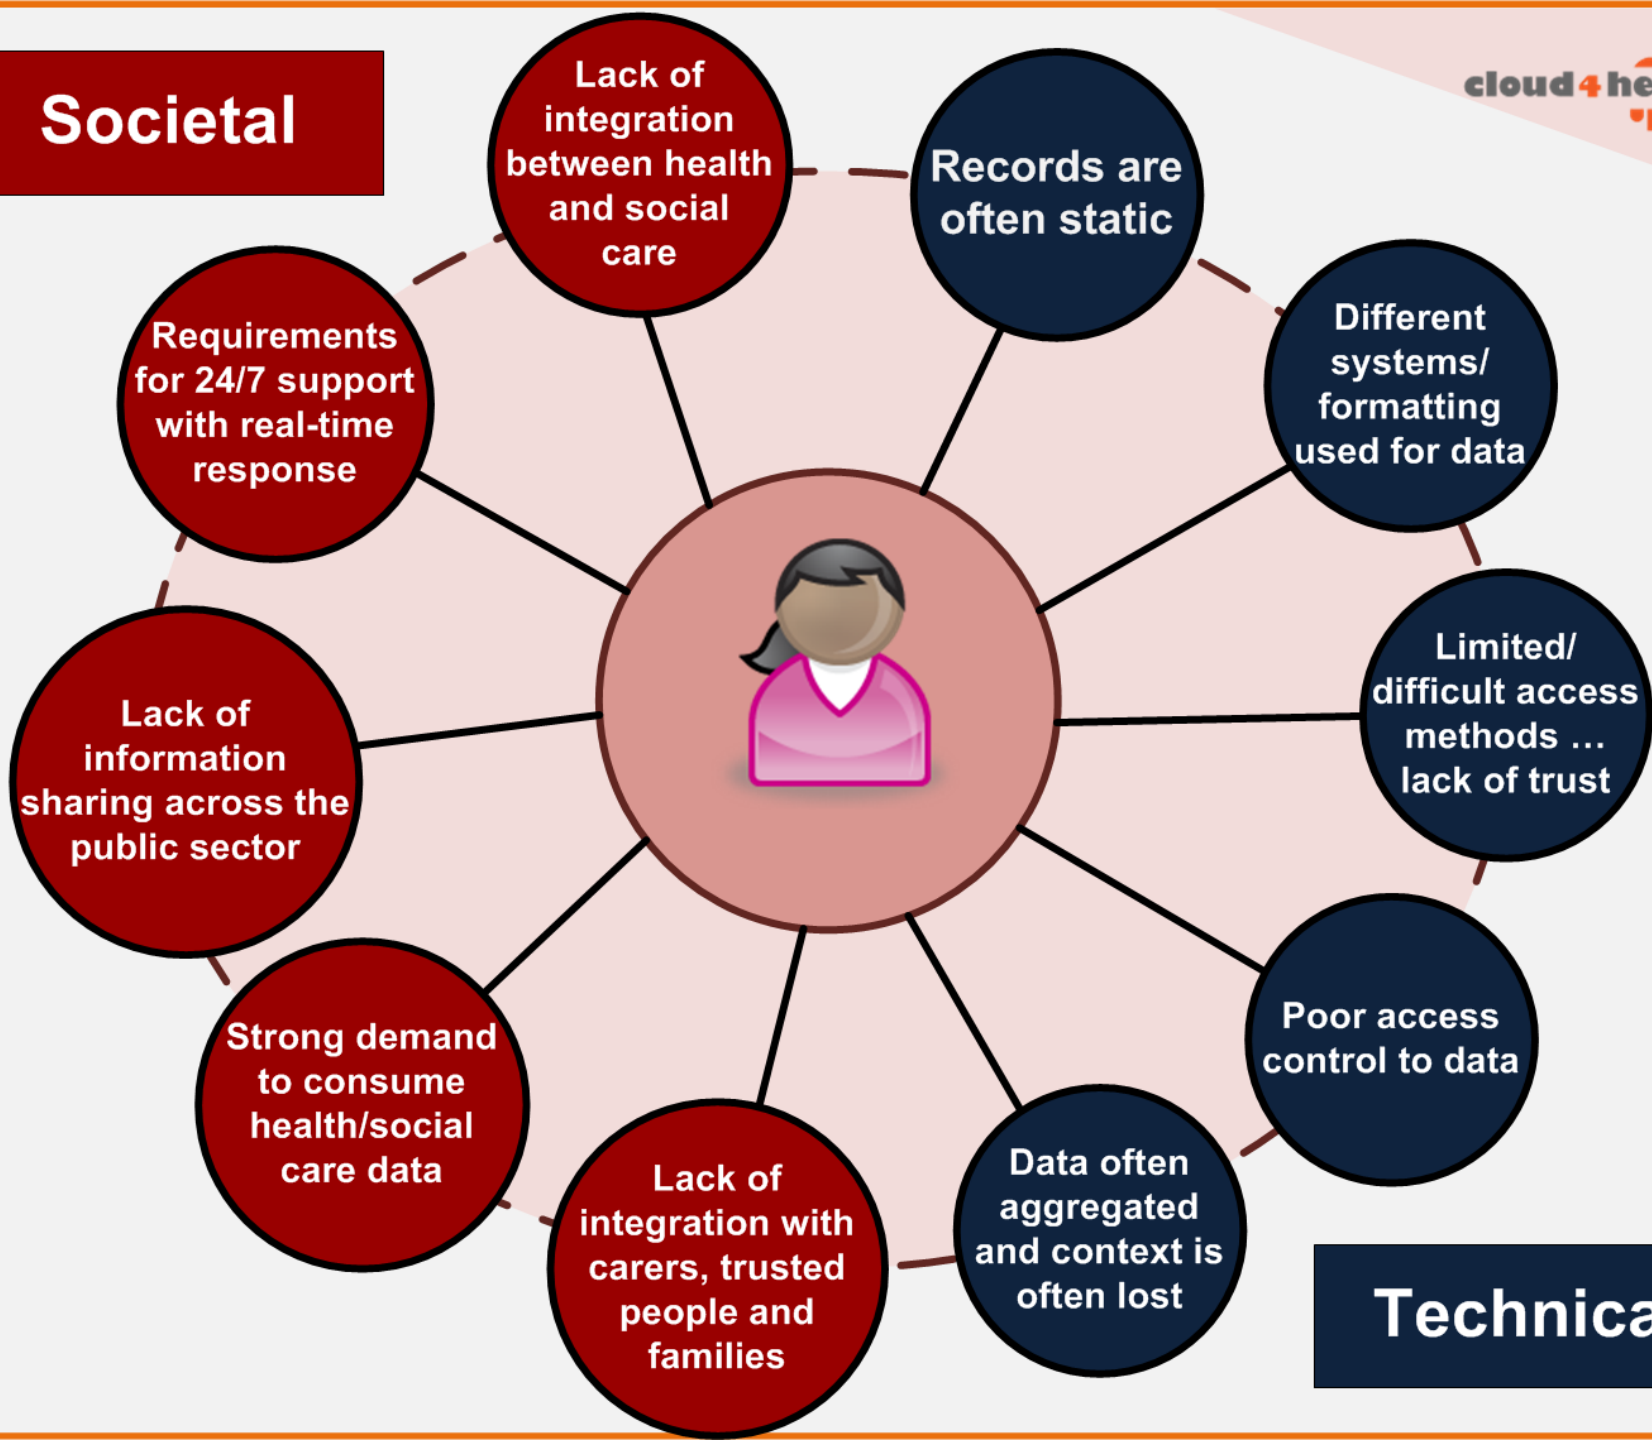 Societal
Lack of
integration
between health
and social
care
Records are
often static
cloud4he
Requirements
for 24/7 support
with real-time
response
Different
systems/
formatting
used for data
Lack of
information
sharing across the
public sector
Limited/
difficult access
methods …
lack of trust
Strong demand
to consume
health/social
care data
Poor access
control to data
Lack of
integration with
carers, trusted
people and
families
Data often
aggregated
and context is
often lost
Technica